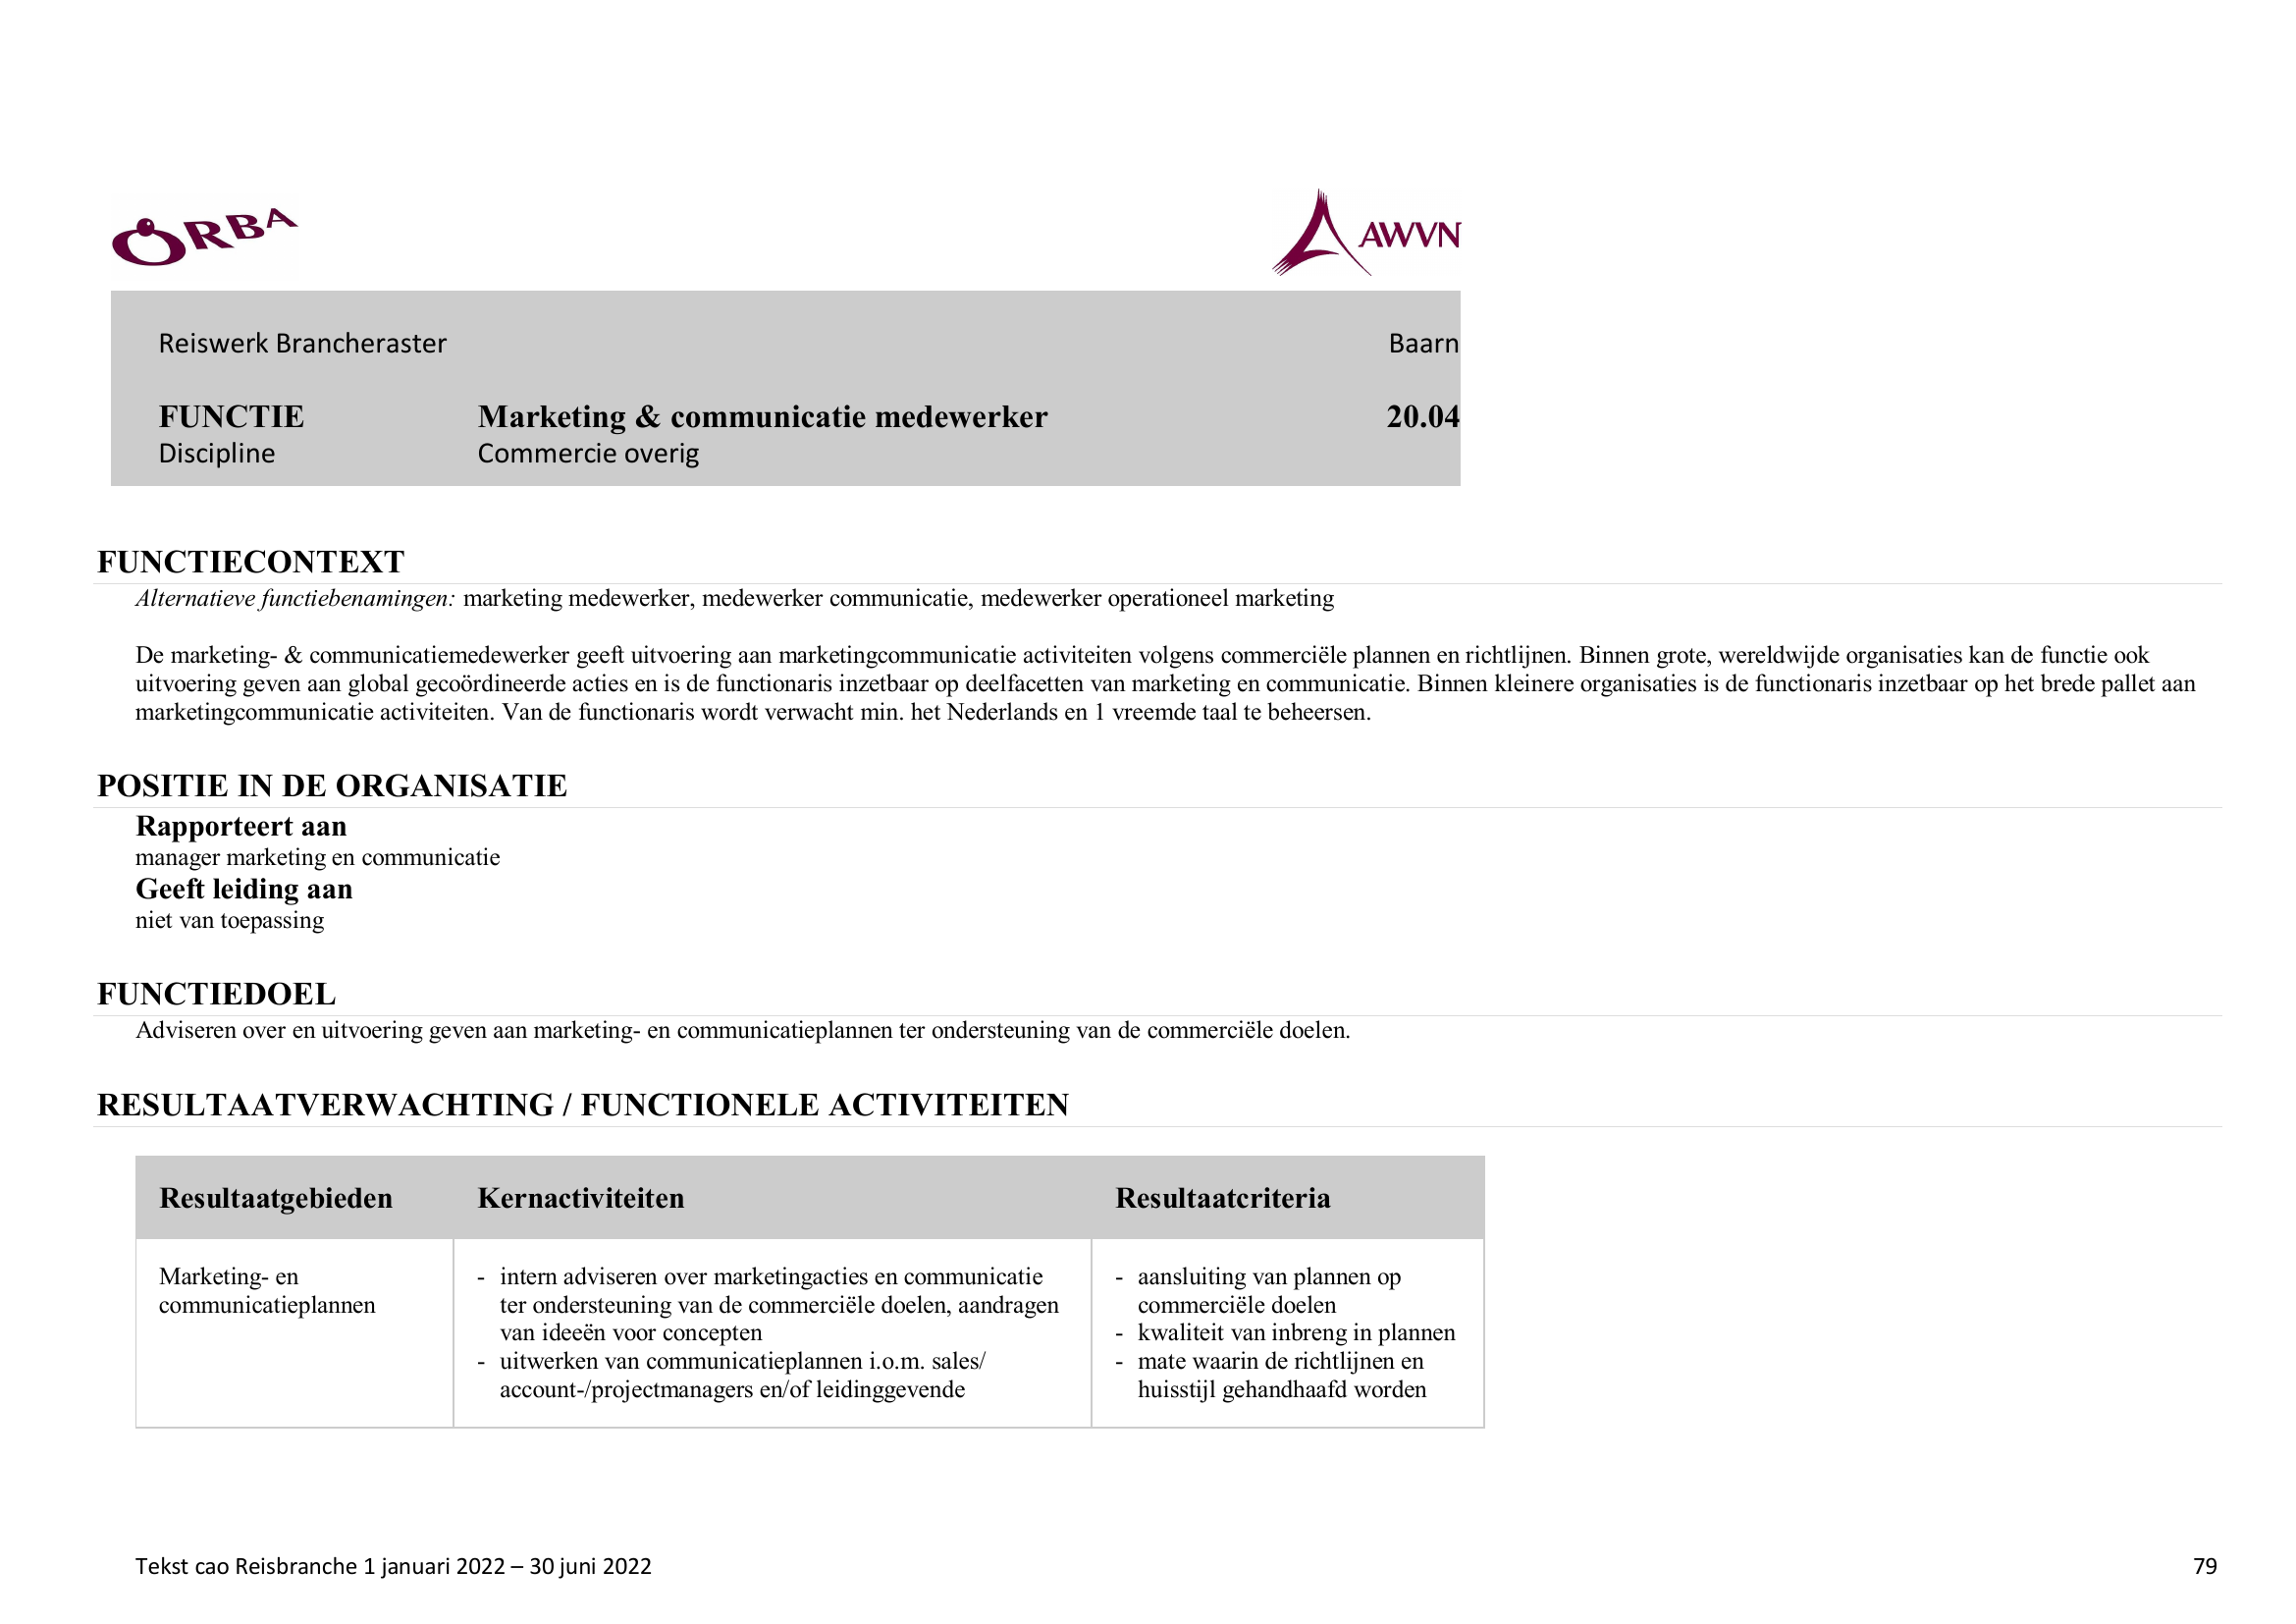 ORBA
AWVN
Reiswerk Brancheraster Baarn
FUNCTIE Marketing & communicatie medewerker 20.04
Discipline Commercie overig
FUNCTIECONTEXT
Alternatieve functiebenamingen: marketing medewerker, medewerker communicatie, medewerker operationeel marketing
De marketing- & communicatiemedewerker geeft uitvoering aan marketingcommunicatie activiteiten volgens commerciële plannen en richtlijnen. Binnen grote, wereldwijde organisaties kan de functie ook
uitvoering geven aan global gecoördineerde acties en is de functionaris inzetbaar op deelfacetten van marketing en communicatie. Binnen kleinere organisaties is de functionaris inzetbaar op het brede pallet aan
marketingcommunicatie activiteiten. Van de functionaris wordt verwacht min. het Nederlands en 1 vreemde taal te beheersen.
POSITIE IN DE ORGANISATIE
Rapporteert aan
manager marketing en communicatie
Geeft leiding aan
niet van toepassing
FUNCTIEDOEL
Adviseren over en uitvoering geven aan marketing- en communicatieplannen ter ondersteuning van de commerciële doelen.
RESULTAATVERWACHTING / FUNCTIONELE ACTIVITEITEN
Resultaatgebieden Kernactiviteiten Resultaatcriteria
Marketing- en
communicatieplannen
- intern adviseren over marketingacties en communicatie
ter ondersteuning van de commerciële doelen, aandragen
van ideeën voor concepten
- uitwerken van communicatieplannen i.o.m. sales/
account-/projectmanagers en/of leidinggevende
- aansluiting van plannen op
commerciële doelen
- kwaliteit van inbreng in plannen
- mate waarin de richtlijnen en
huisstijl gehandhaafd worden
Tekst cao Reisbranche 1 januari 2022 – 30 juni 2022 79